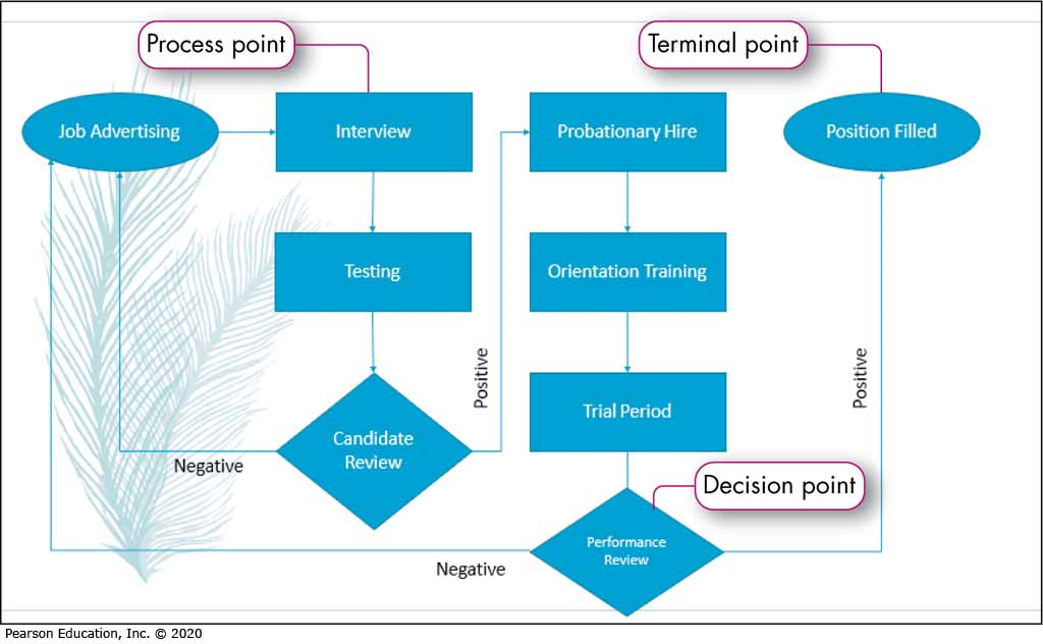 Process point
Terminal point
Job Advertising
Interview
Probationary Hire
Position Filled
Testing
Orientation Training
Positive
Positive
Trial Period
Candidate
Review
Negative
Decision point
Performance
Review
Negative
Pearson Education, Inc. © 2020